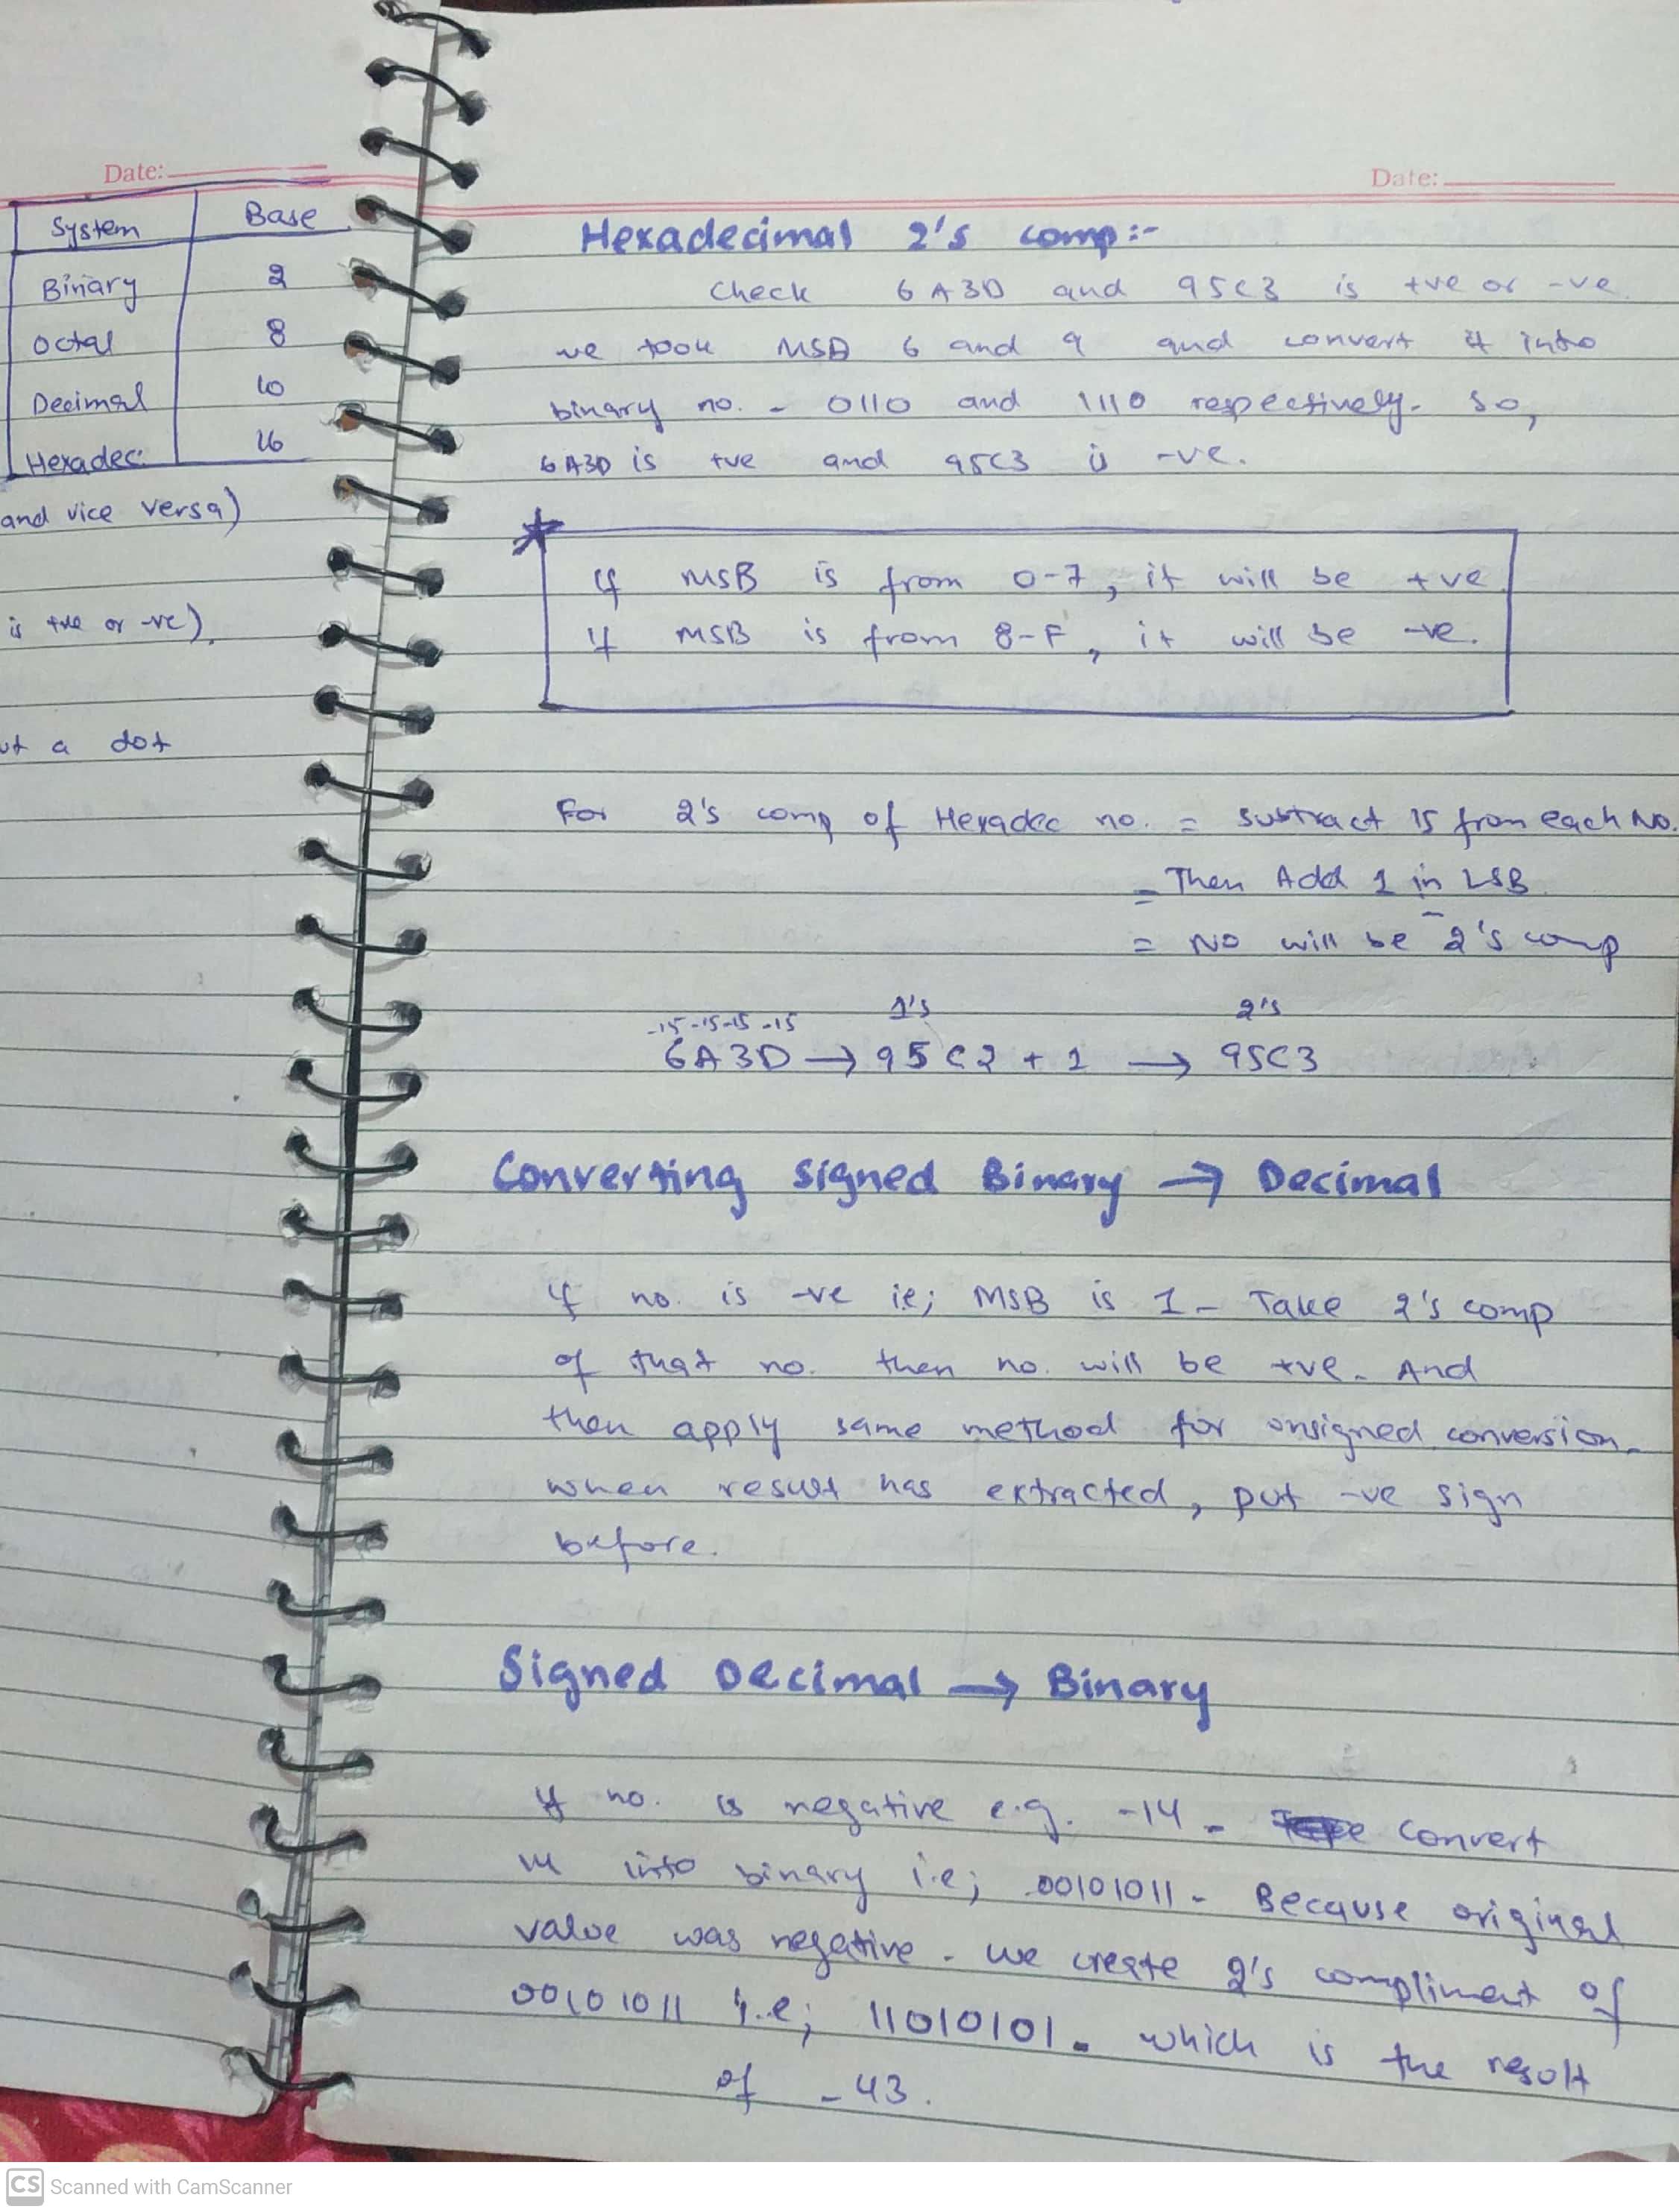 Date:
System Base
Binary 2
Octal 8
Decimal 10
Hexadec. 16
and vice versa)
is +ve or -ve).
a dot
Date:
Hexadecimal 2's comp:-
Check 6A3D and 95C3 is +ve or -ve.
we took MSD 6 and 9 and convert it into
binary no. - 0110 and 1110 respectively. So,
6A3D is +ve and 95C3 is -ve.
If MSB is from 0-7, it will be +ve
If MSB is from 8-F, it will be -ve.
For 2's comp of Hexadec no. = Subtract 15 from each No.
= Then Add 1 in LSB
= No will be 2's comp
-15-15-15-15 1's 2's
6A3D → 95C2 + 1 → 95C3
Converting Signed Binary → Decimal
If no. is -ve ie; MSB is 1- Take 2's comp
of that no. then no. will be +ve. And
then apply same method for unsigned conversion.
when result has extracted, put -ve sign
before.
Signed Decimal → Binary
If no. is negative e.g. -14 - Convert
into binary i.e; 00101011 - Because original
value was negative. we create 2's compliment of
00101011 i.e; 11010101. which is the result
of -43.
CS Scanned with CamScanner